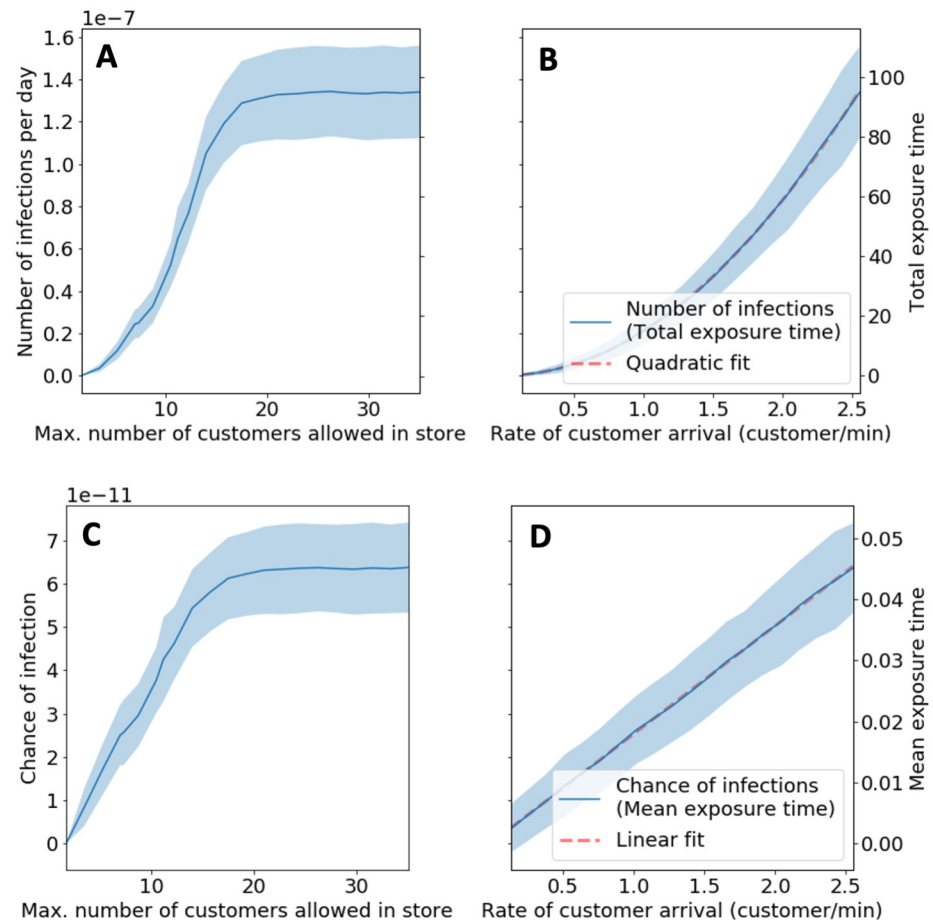 1e−7
A
1.6
1.4
1.2
1.0
0.8
0.6
0.4
0.2
0.0
Number of infections per day
10 20 30
Max. number of customers allowed in store
B
100
80
60
40
20
0
Total exposure time
Number of infections
(Total exposure time)
Quadratic fit
0.5 1.0 1.5 2.0 2.5
Rate of customer arrival (customer/min)
1e−11
C
7
6
5
4
3
2
1
0
Chance of infection
10 20 30
Max. number of customers allowed in store
D
0.05
0.04
0.03
0.02
0.01
0.00
Mean exposure time
Chance of infections
(Mean exposure time)
Linear fit
0.5 1.0 1.5 2.0 2.5
Rate of customer arrival (customer/min)